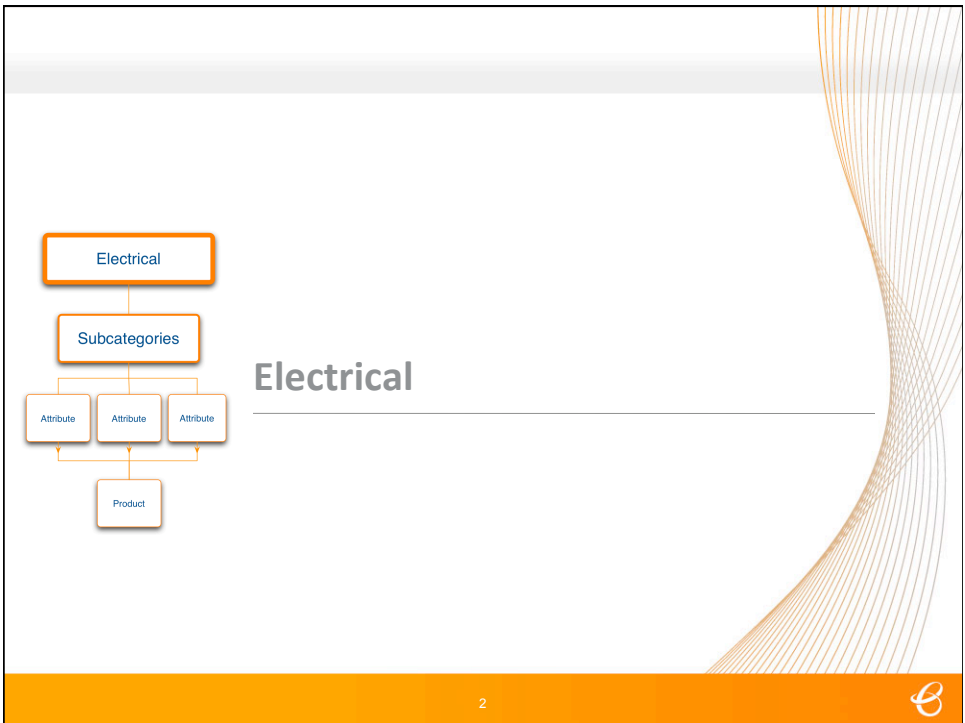 Electrical
Subcategories
Attribute Attribute Attribute
Product
Electrical
2